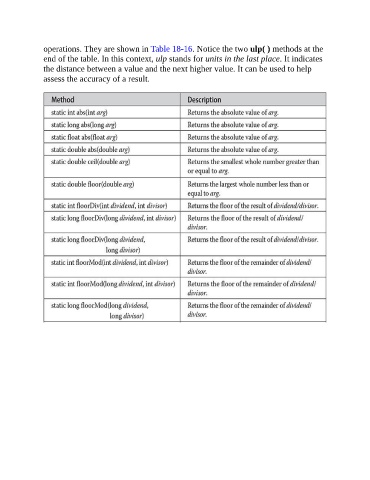 operations. They are shown in Table 18-16. Notice the two ulp( ) methods at the
end of the table. In this context, ulp stands for units in the last place. It indicates
the distance between a value and the next higher value. It can be used to help
assess the accuracy of a result.
Method Description
static int abs(int arg) Returns the absolute value of arg.
static long abs(long arg) Returns the absolute value of arg.
static float abs(float arg) Returns the absolute value of arg.
static double abs(double arg) Returns the absolute value of arg.
static double ceil(double arg) Returns the smallest whole number greater than
or equal to arg.
static double floor(double arg) Returns the largest whole number less than or
equal to arg.
static int floorDiv(int dividend, int divisor) Returns the floor of the result of dividend/divisor.
static long floorDiv(long dividend, int divisor) Returns the floor of the result of dividend/
divisor.
static long floorDiv(long dividend, Returns the floor of the result of dividend/divisor.
long divisor)
static int floorMod(int dividend, int divisor) Returns the floor of the remainder of dividend/
divisor.
static int floorMod(long dividend, int divisor) Returns the floor of the remainder of dividend/
divisor.
static long floorMod(long dividend, Returns the floor of the remainder of dividend/
long divisor) divisor.